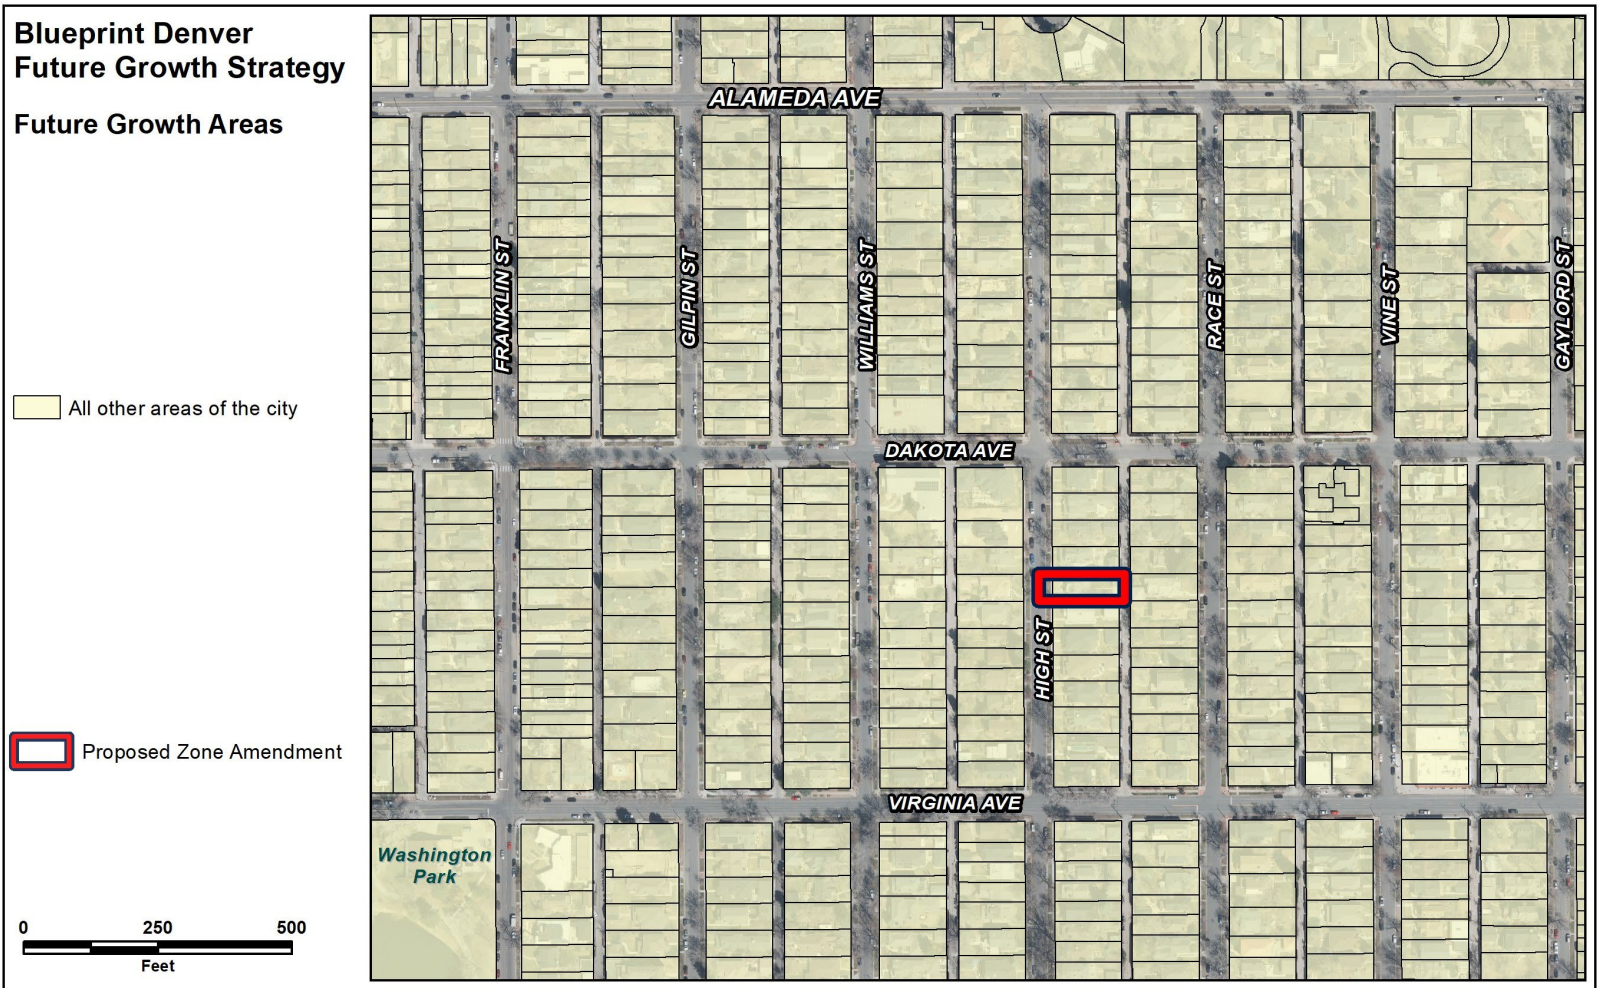 Blueprint Denver
Future Growth Strategy
Future Growth Areas
All other areas of the city
Proposed Zone Amendment
0 250 500
Feet
ALAMEDA AVE
FRANKLIN ST
GILPIN ST
WILLIAMS ST
RACE ST
VINE ST
GAYLORD ST
DAKOTA AVE
HIGH ST
VIRGINIA AVE
Washington
Park